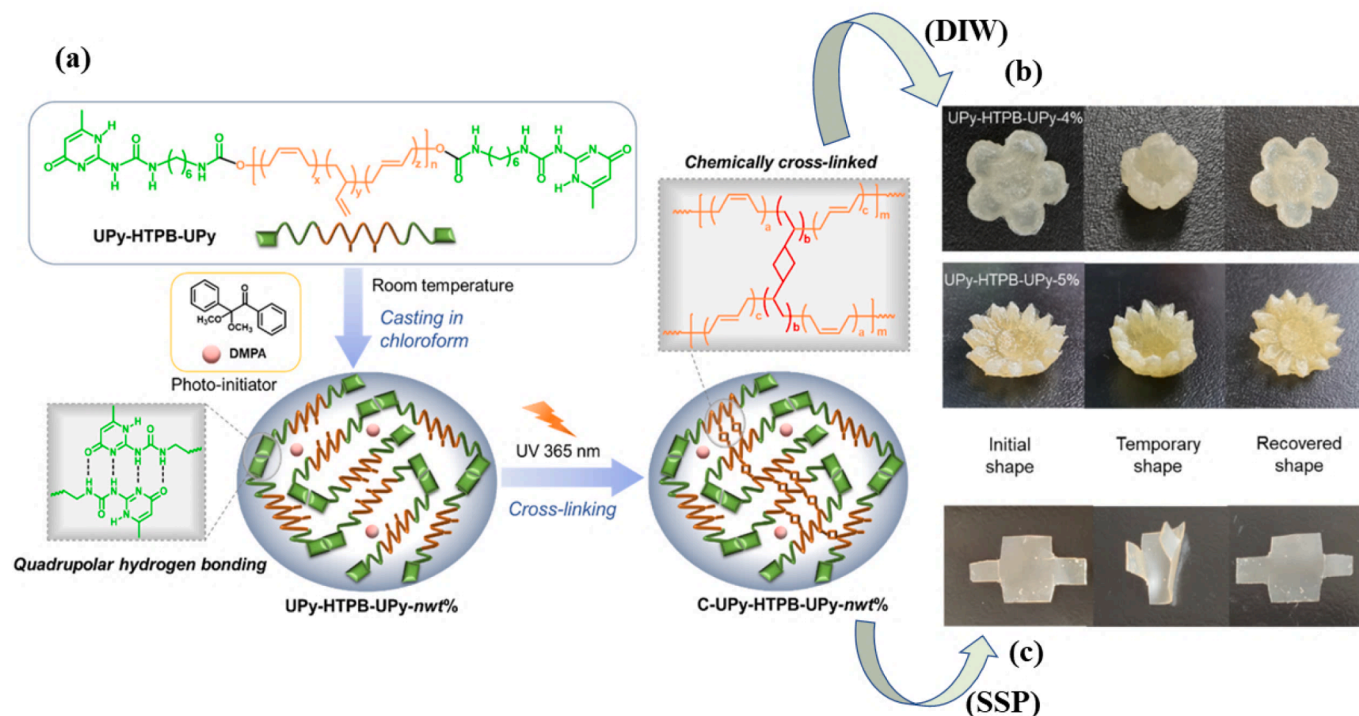 (a)
UPy-HTPB-UPy
DMPA
Photo-initiator
Room temperature
Casting in
chloroform
Quadrupolar hydrogen bonding
UPy-HTPB-UPy-nwt%
UV 365 nm
Cross-linking
Chemically cross-linked
C-UPy-HTPB-UPy-nwt%
(DIW)
(b)
UPy-HTPB-UPy-4%
UPy-HTPB-UPy-5%
Initial
shape
Temporary
shape
Recovered
shape
(c)
(SSP)